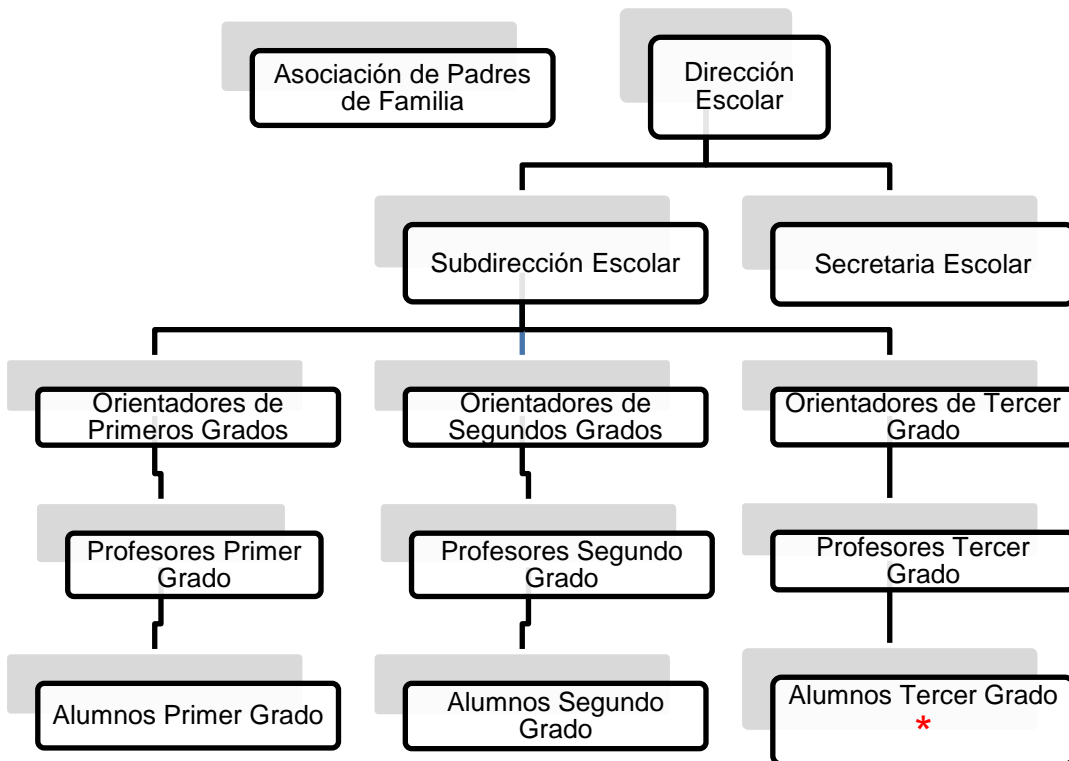 Asociación de Padres
de Familia
Dirección
Escolar
Subdirección Escolar
Secretaria Escolar
Orientadores de
Primeros Grados
Orientadores de
Segundos Grados
Orientadores de Tercer
Grado
Profesores Primer
Grado
Profesores Segundo
Grado
Profesores Tercer
Grado
Alumnos Primer Grado
Alumnos Segundo
Grado
Alumnos Tercer Grado
*